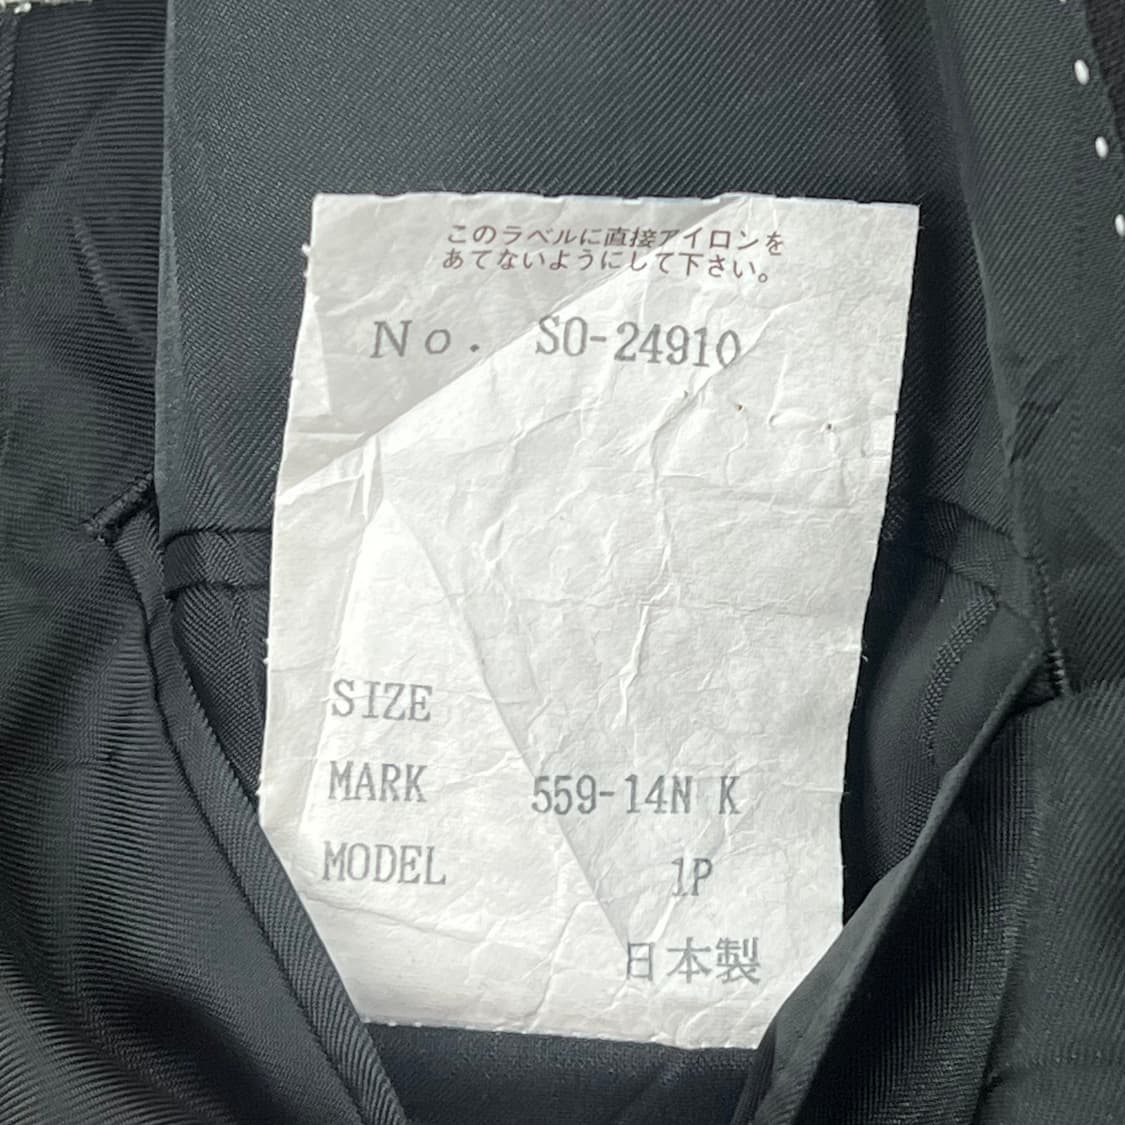 このラベルに直接アイロンを
あてないようにして下さい。
No. SO-24910
SIZE
MARK 559-14N K
MODEL 1P
日本製